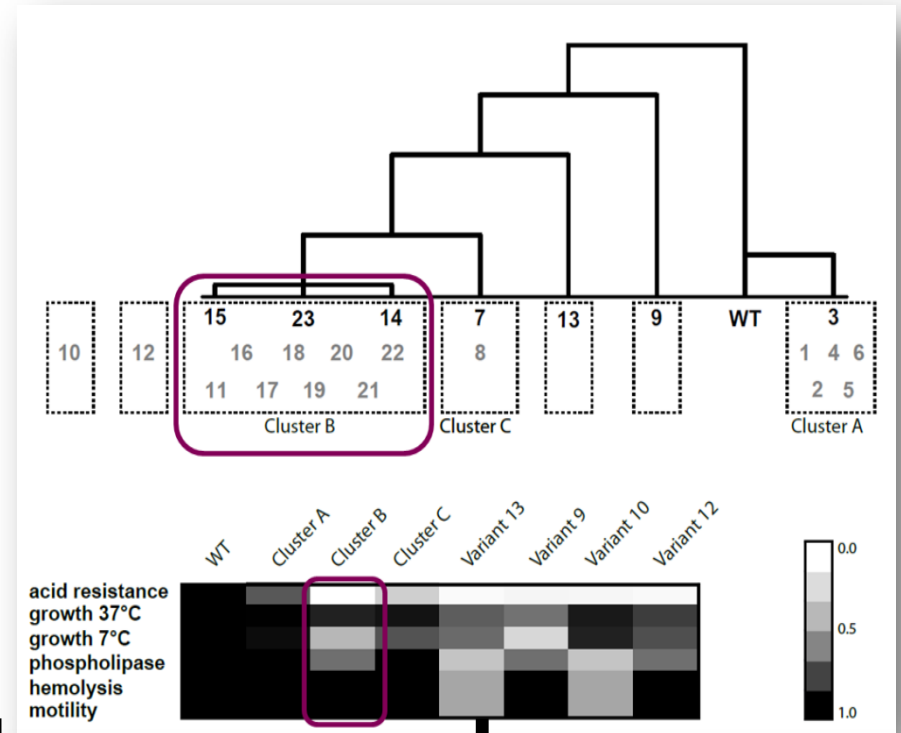 15 23 14 7 13 9 WT 3
10 12 16 18 20 22 8 1 4 6
11 17 19 21 2 5
Cluster B Cluster C Cluster A
WT Cluster A Cluster B Cluster C Variant 13 Variant 9 Variant 10 Variant 12
acid resistance
growth 37°C
growth 7°C
phospholipase
hemolysis
motility
0.0
0.5
1.0